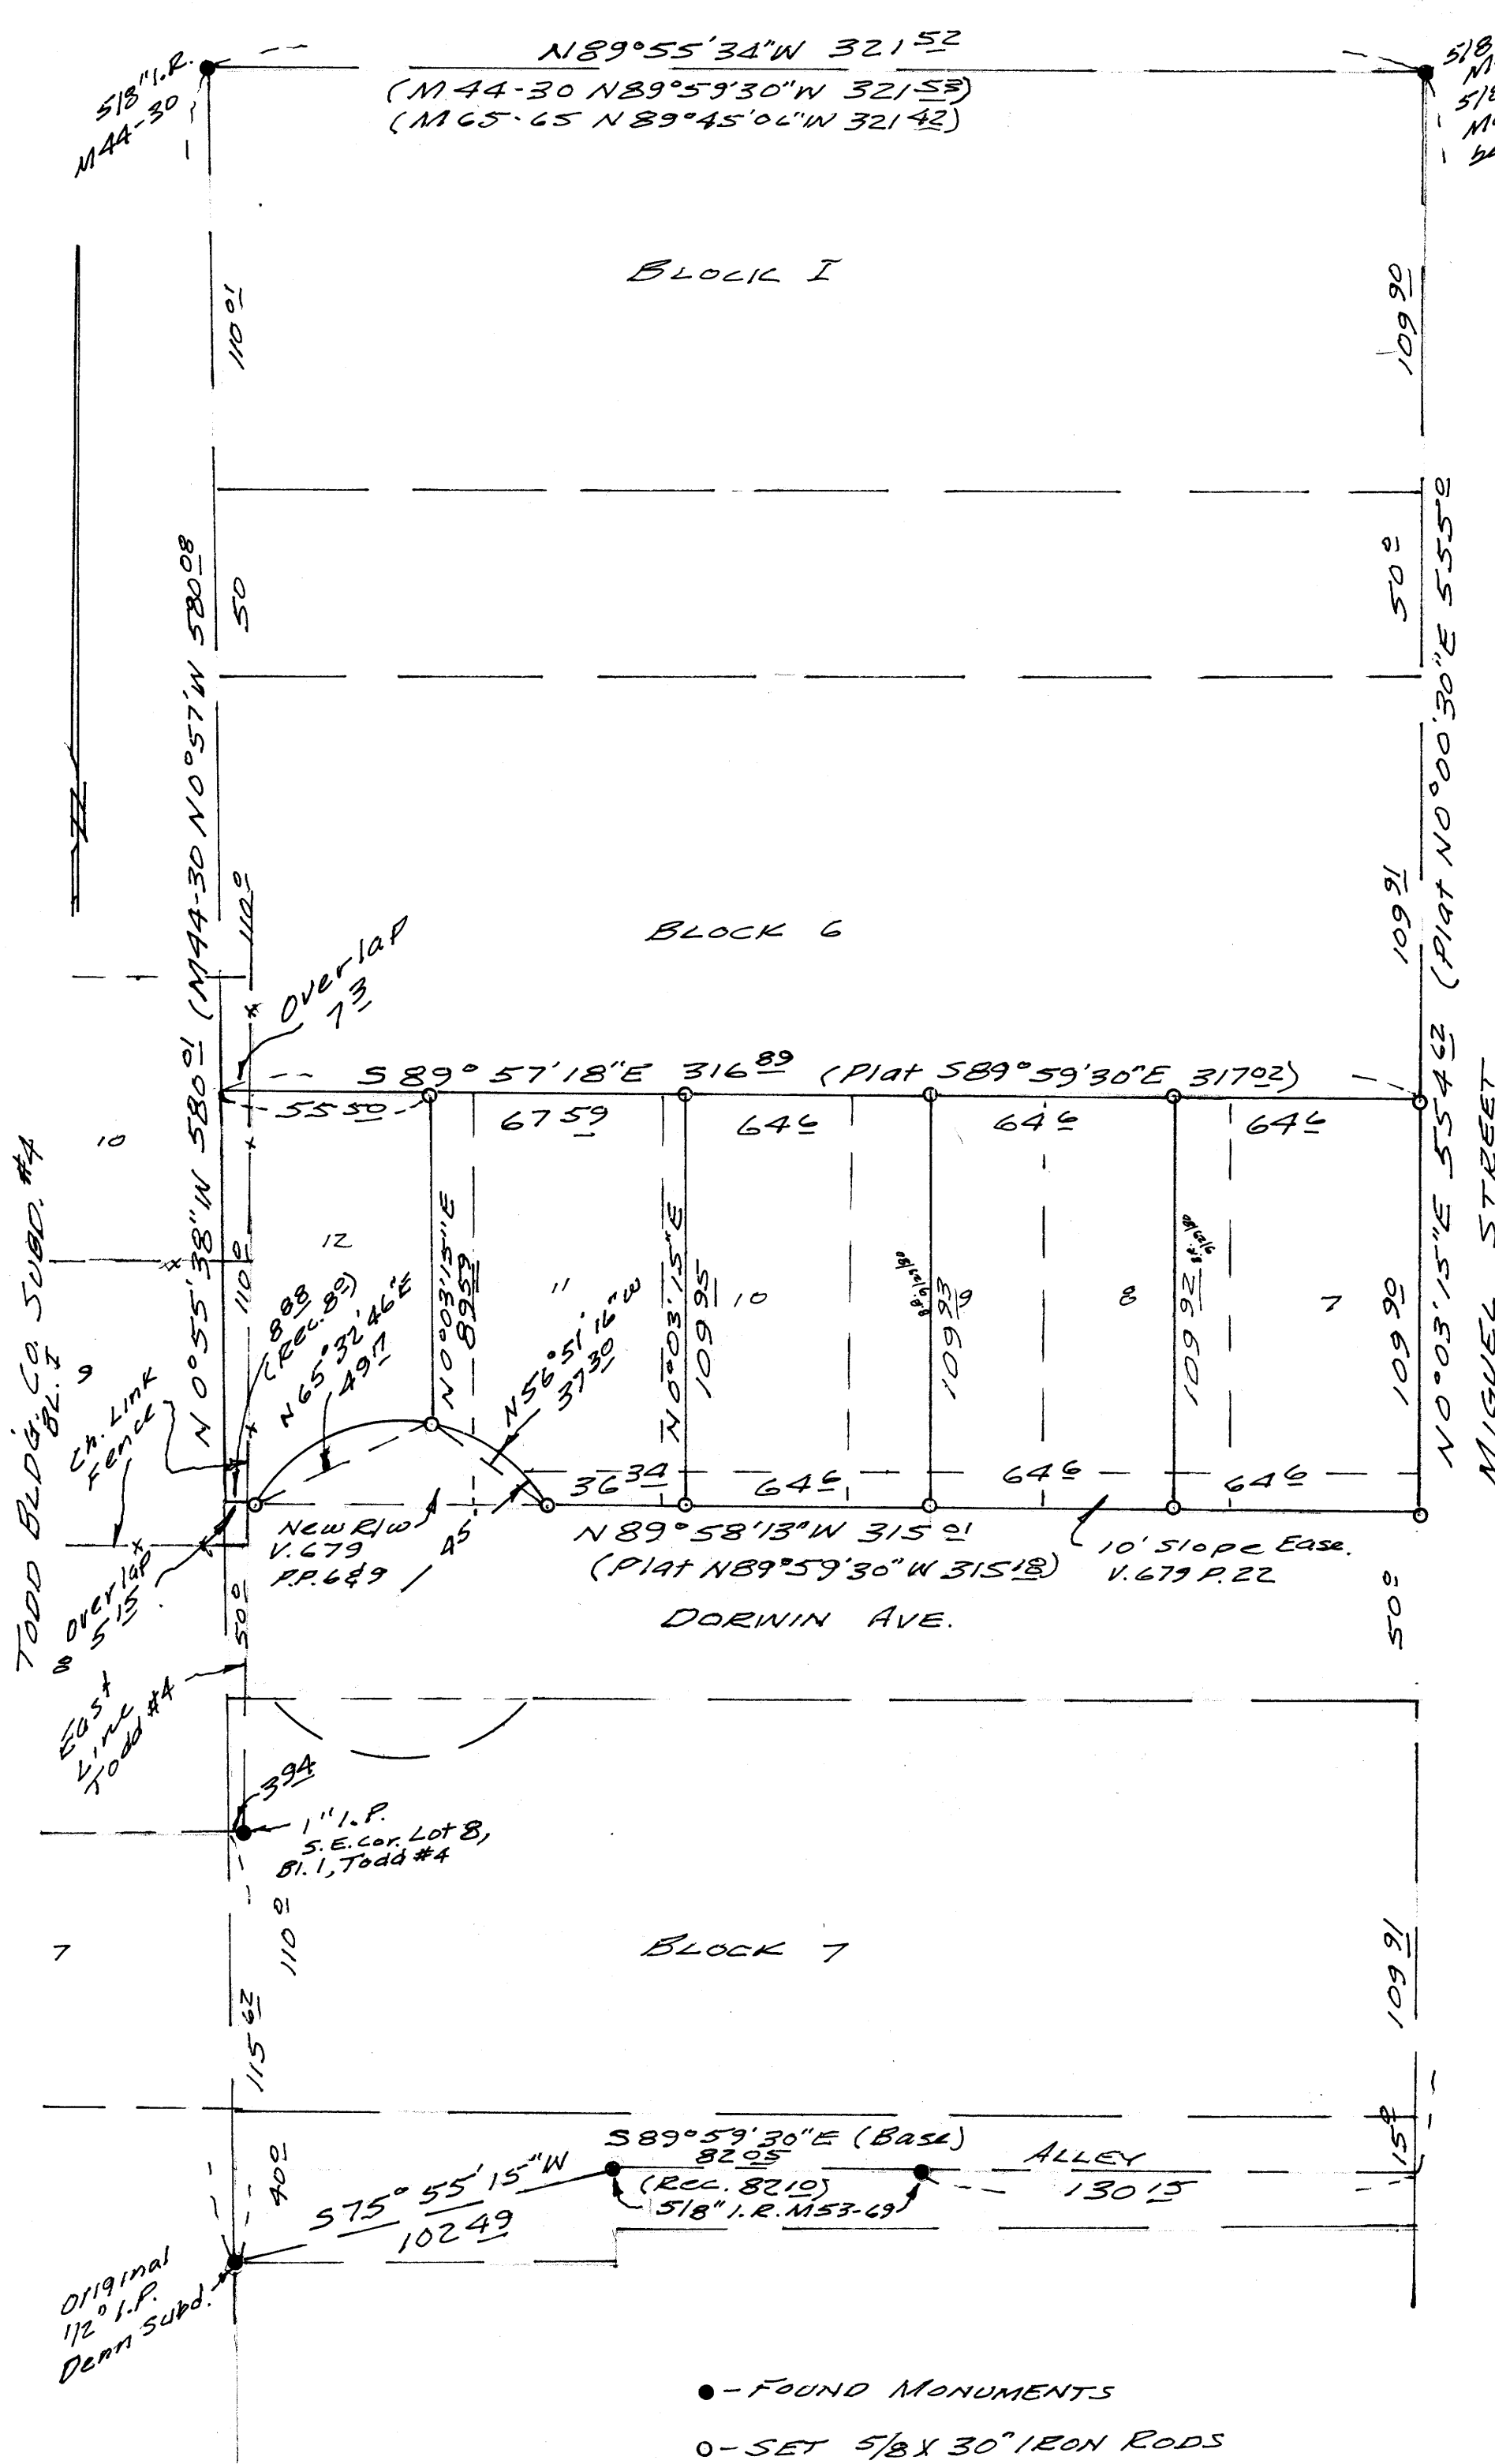 N89°55'34"W 321 52
(M44-30 N89°59'30"W 321 53)
(M65-65 N89°45'06"W 321 42)
5/8" I.R.
M44-30
5/8
5/8
BLOCK I
110 01
109 90
50
50 0
N0°55'38"W 580 01 (M44-30 N0°57'W 580 08
N0°03'15"E 554 62 (Plat N0°00'30"E 555 0
MIGUEL STREET
110 0
109 91
BLOCK 6
Overlap
7 3
S89°57'18"E 316 89 (Plat S89°59'30"E 317 02)
55 50
67 59
64 6
64 6
64 6
TODD BLDG. CO. SUBD. #4
BL. I
10
9
8
7
12
11
10
9
8
7
110 0
8 88
(Rec. 8 0)
N65°32'46"E
49 17
N0°03'15"E
89 59
N56°51'16"W
37 30
N0°03'15"E
109 95
109 93
109 92
109 90
Ch. Link
Fence
36 34
64 6
64 6
64 6
New R/W
V. 679
P.P. 6 & 9
45'
N89°58'13"W 315 01
(Plat N89°59'30"W 315 18)
10' Slope Ease.
V. 679 P. 22
Overlap
5 15
50 0
50 0
DORWIN AVE.
East
Line
Todd #4
3 94
1" I.P.
S.E. Cor. Lot 8,
Bl. 1, Todd #4
110 0
BLOCK 7
109 91
115 62
S89°59'30"E (Base)
82 05
(Rec. 82 10)
5/8" I.R. M53-69
ALLEY
130 15
15 0
40 0
S75°55'15"W
102 49
Original
1/2" I.P.
Denn Subd.
●-FOUND MONUMENTS
o-SET 5/8 X 30" IRON RODS